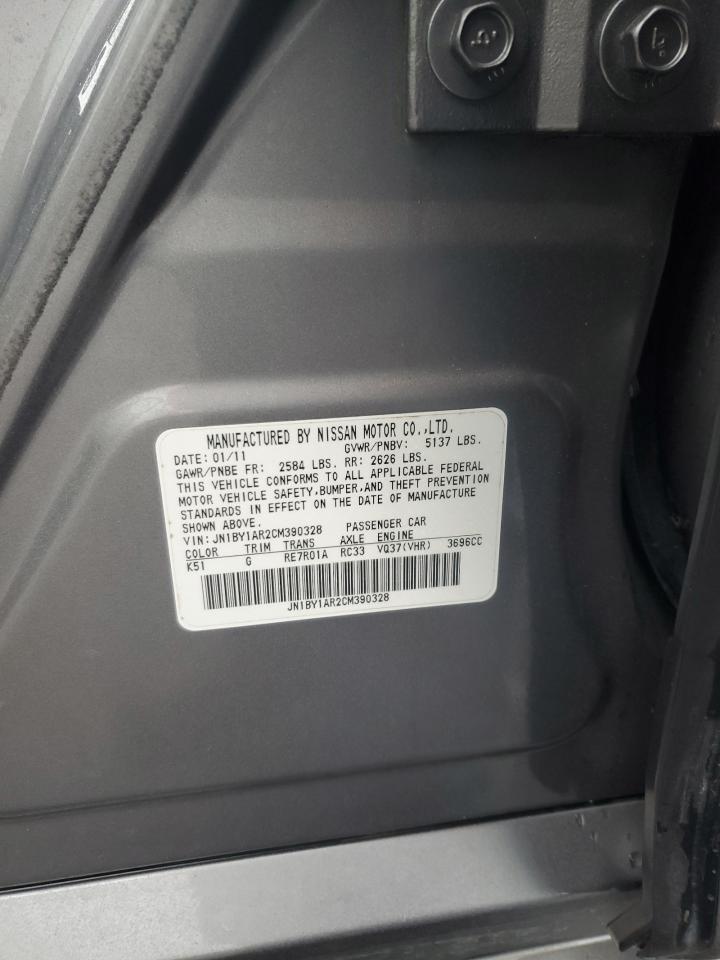 MANUFACTURED BY NISSAN MOTOR CO.,LTD.
DATE: 01/11 GVWR/PNBV: 5137 LBS.
GAWR/PNBE FR: 2584 LBS. RR: 2626 LBS.
THIS VEHICLE CONFORMS TO ALL APPLICABLE FEDERAL
MOTOR VEHICLE SAFETY,BUMPER,AND THEFT PREVENTION
STANDARDS IN EFFECT ON THE DATE OF MANUFACTURE
SHOWN ABOVE.
VIN: JN1BY1AR2CM390328 PASSENGER CAR
COLOR TRIM TRANS AXLE ENGINE
K51 G RE7R01A RC33 VQ37(VHR) 3696CC
JN1BY1AR2CM390328